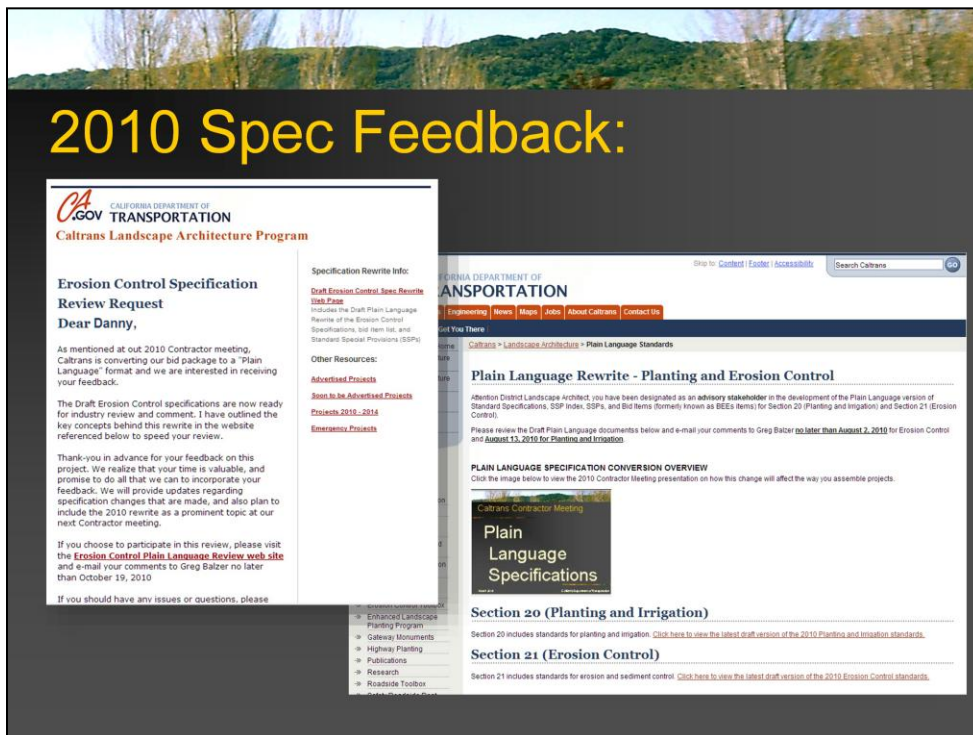 2010 Spec Feedback:
CA.GOV
CALIFORNIA DEPARTMENT OF
TRANSPORTATION
Caltrans Landscape Architecture Program
Erosion Control Specification
Review Request
Dear Danny,
As mentioned at out 2010 Contractor meeting,
Caltrans is converting our bid package to a "Plain
Language" format and we are interested in receiving
your feedback.
The Draft Erosion Control specifications are now ready
for industry review and comment. I have outlined the
key concepts behind this rewrite in the website
referenced below to speed your review.
Thank-you in advance for your feedback on this
project. We realize that your time is valuable, and
promise to do all that we can to incorporate your
feedback. We will provide updates regarding
specification changes that are made, and also plan to
include the 2010 rewrite as a prominent topic at our
next Contractor meeting.
If you choose to participate in this review, please visit
the Erosion Control Plain Language Review web site
and e-mail your comments to Greg Balzer no later
than October 19, 2010
If you should have any issues or questions, please
Specification Rewrite Info:
Draft Erosion Control Spec Rewrite
Web Page
Includes the Draft Plain Language
Rewrite of the Erosion Control
Specifications, bid item list, and
Standard Special Provisions (SSPs)
Other Resources:
Advertised Projects
Soon to be Advertised Projects
Projects 2010 - 2014
Emergency Projects
Skip to: Content | Footer | Accessibility
Search Caltrans
GO
ORNIA DEPARTMENT OF
ANSPORTATION
Engineering News Maps Jobs About Caltrans Contact Us
Get You There
Caltrans > Landscape Architecture > Plain Language Standards
Plain Language Rewrite - Planting and Erosion Control
Attention District Landscape Architect, you have been designated as an advisory stakeholder in the development of the Plain Language version of
Standard Specifications, SSP Index, SSPs, and Bid Items (formerly known as BEEs items) for Section 20 (Planting and Irrigation) and Section 21 (Erosion
Control).
Please review the Draft Plain Language documentss below and e-mail your comments to Greg Balzer no later than August 2, 2010 for Erosion Control
and August 13, 2010 for Planting and Irrigation.
PLAIN LANGUAGE SPECIFICATION CONVERSION OVERVIEW
Click the image below to view the 2010 Contractor Meeting presentation on how this change will affect the way you assemble projects.
Caltrans Contractor Meeting
Plain
Language
Specifications
Section 20 (Planting and Irrigation)
Section 20 includes standards for planting and irrigation. Click here to view the latest draft version of the 2010 Planting and Irrigation standards.
Section 21 (Erosion Control)
Section 21 includes standards for erosion and sediment control. Click here to view the latest draft version of the 2010 Erosion Control standards.
Erosion Control Toolbox
Enhanced Landscape
Planting Program
Gateway Monuments
Highway Planting
Publications
Research
Roadside Toolbox